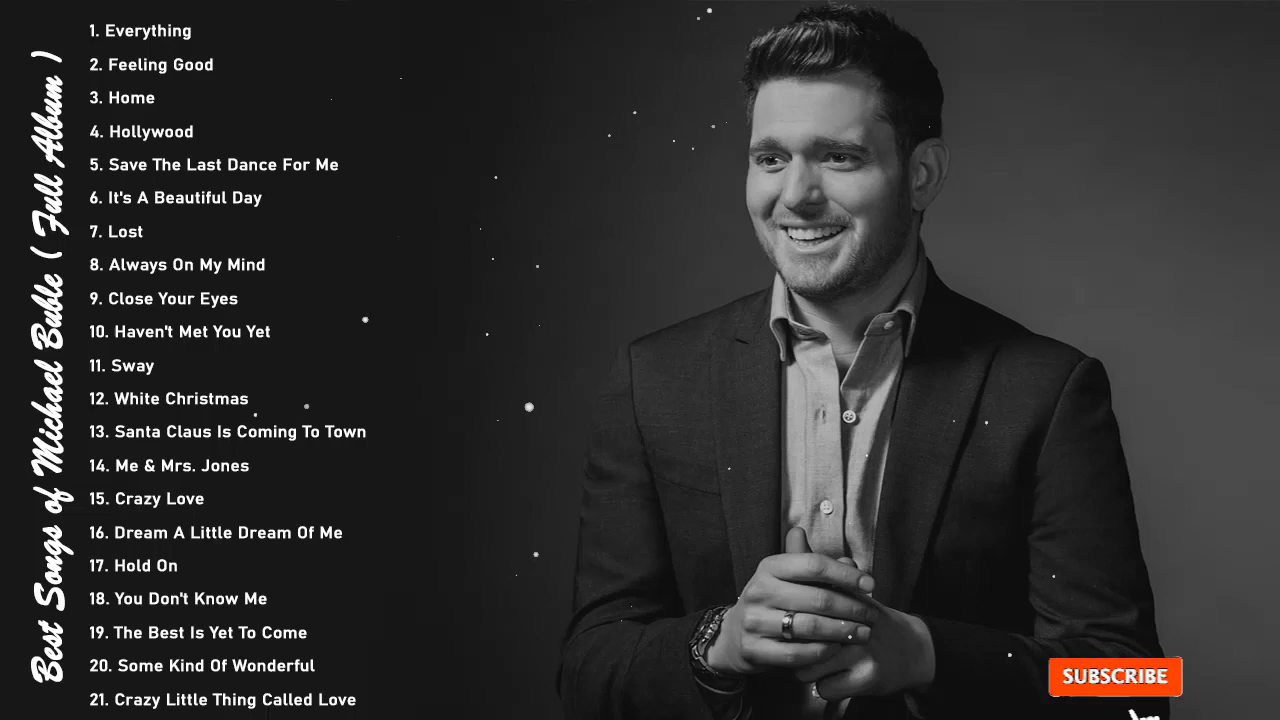 Best Songs of Michael Buble ( Full Album )
1. Everything
2. Feeling Good
3. Home
4. Hollywood
5. Save The Last Dance For Me
6. It's A Beautiful Day
7. Lost
8. Always On My Mind
9. Close Your Eyes
10. Haven't Met You Yet
11. Sway
12. White Christmas
13. Santa Claus Is Coming To Town
14. Me & Mrs. Jones
15. Crazy Love
16. Dream A Little Dream Of Me
17. Hold On
18. You Don't Know Me
19. The Best Is Yet To Come
20. Some Kind Of Wonderful
21. Crazy Little Thing Called Love
SUBSCRIBE